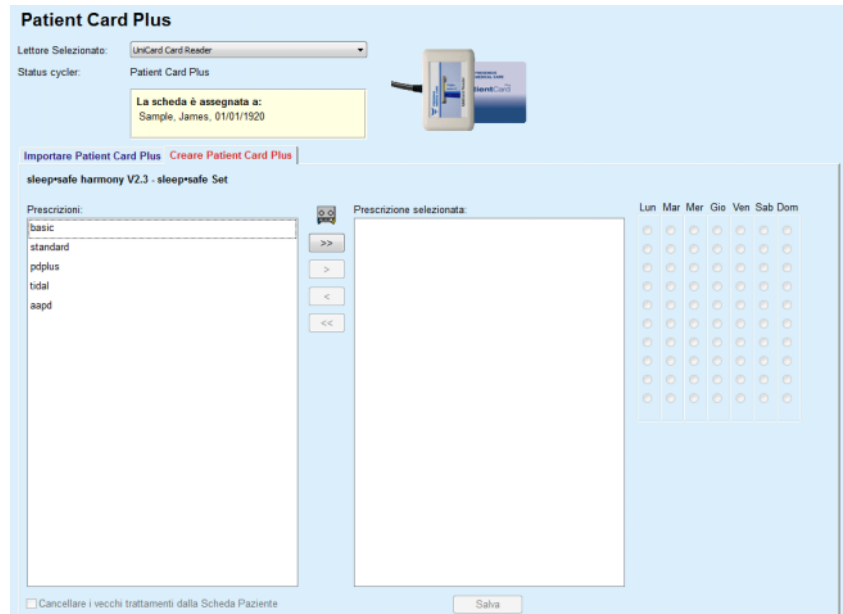 Patient Card Plus
Lettore Selezionato: UniCard Card Reader
Status cycler: Patient Card Plus
La scheda è assegnata a:
Sample, James, 01/01/1920
Importare Patient Card Plus Creare Patient Card Plus
sleep•safe harmony V2.3 - sleep•safe Set
Prescrizioni: Prescrizione selezionata: Lun Mar Mer Gio Ven Sab Dom
basic
>>
standard
>
pdplus
tidal
<
aapd
<<
Cancellare i vecchi trattamenti dalla Scheda Paziente Salva